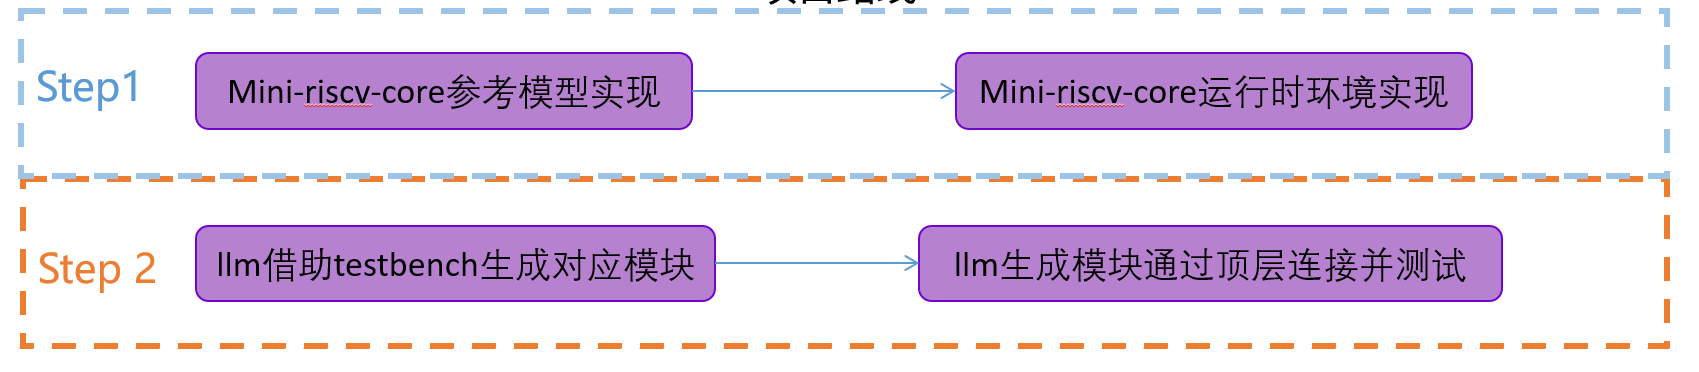 Step1
Mini-riscv-core参考模型实现
Mini-riscv-core运行时环境实现
Step 2
llm借助testbench生成对应模块
llm生成模块通过顶层连接并测试